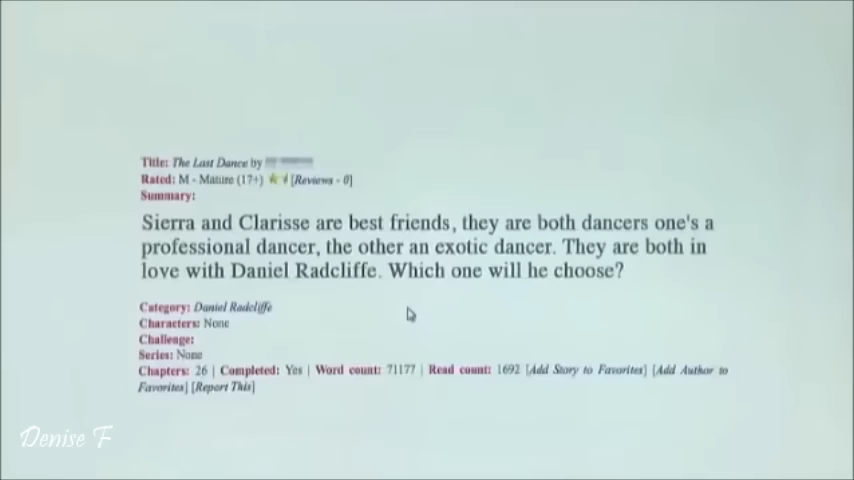 Title: The Last Dance by
Rated: M - Mature (17+) [Reviews - 0]
Summary:
Sierra and Clarisse are best friends, they are both dancers one's a
professional dancer, the other an exotic dancer. They are both in
love with Daniel Radcliffe. Which one will he choose?
Category: Daniel Radcliffe
Characters: None
Challenge:
Series: None
Chapters: 26 | Completed: Yes | Word count: 71177 | Read count: 1692 [Add Story to Favorites] [Add Author to
Favorites] [Report This]
Denise F